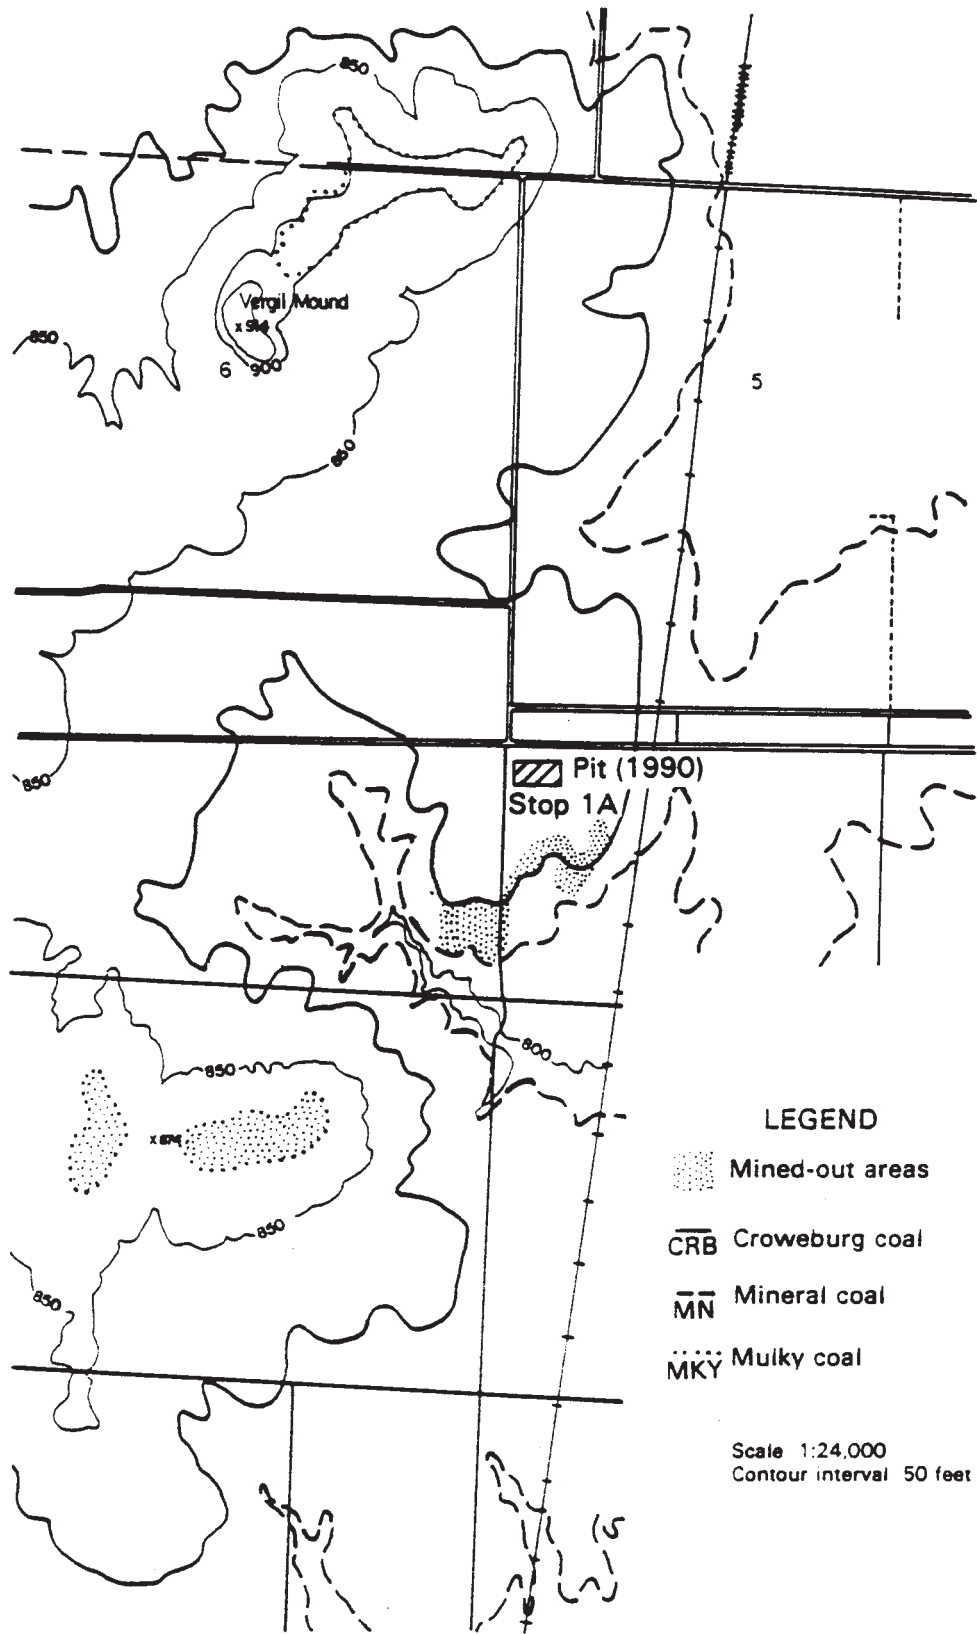 850
Vergil Mound
x 914
850
6
900
5
850
Pit (1990)
Stop 1A
850
800
850
x 874
850
850
LEGEND
Mined-out areas
CRB Croweburg coal
MN Mineral coal
MKY Mulky coal
Scale 1:24,000
Contour interval 50 feet